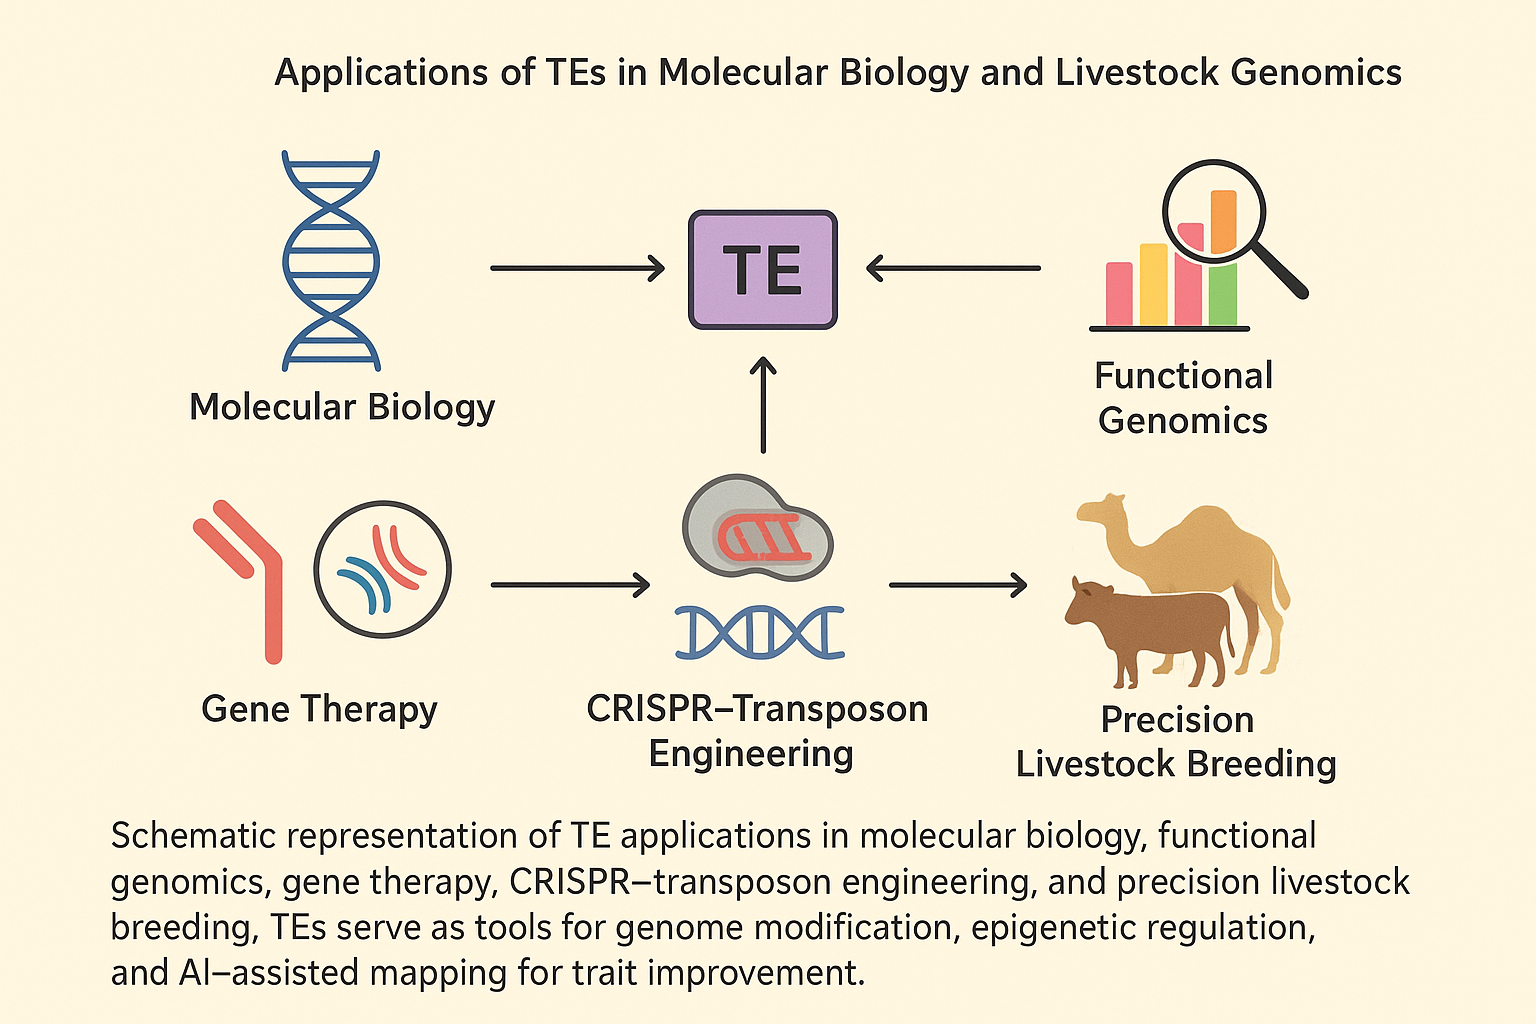 Applications of TEs in Molecular Biology and Livestock Genomics
TE
Molecular Biology
Functional
Genomics
Gene Therapy
CRISPR–Transposon
Engineering
Precision
Livestock Breeding
Schematic representation of TE applications in molecular biology, functional
genomics, gene therapy, CRISPR–transposon engineering, and precision livestock
breeding, TEs serve as tools for genome modification, epigenetic regulation,
and AI–assisted mapping for trait improvement.